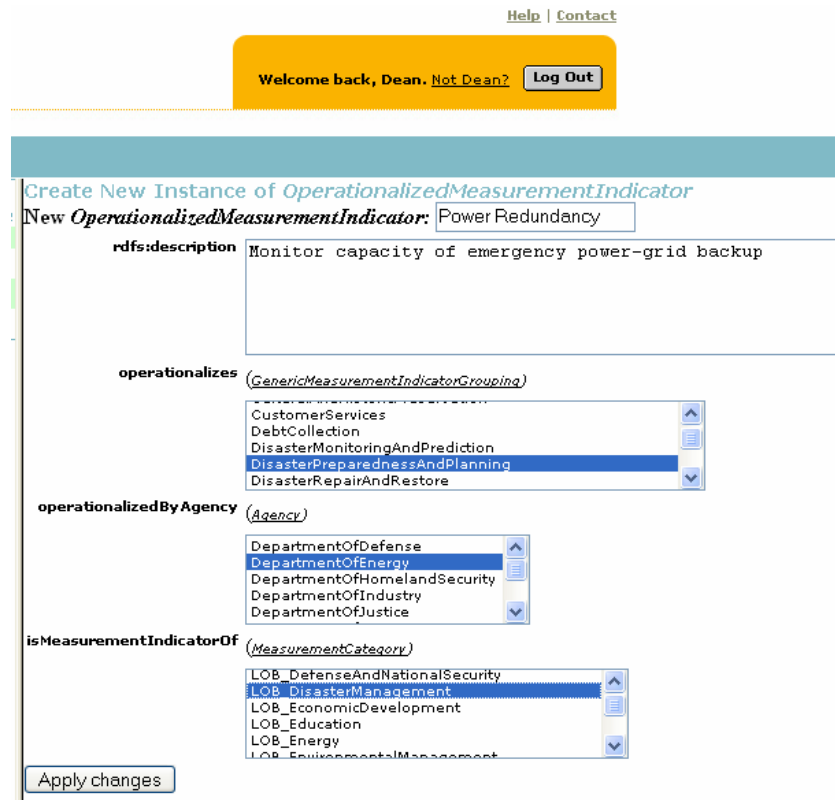 Help | Contact
Welcome back, Dean. Not Dean? Log Out
Create New Instance of OperationalizedMeasurementIndicator
New OperationalizedMeasurementIndicator: Power Redundancy
rdfs:description Monitor capacity of emergency power-grid backup
operationalizes (GenericMeasurementIndicatorGrouping)
CustomerServices
DebtCollection
DisasterMonitoringAndPrediction
DisasterPreparednessAndPlanning
DisasterRepairAndRestore
operationalizedByAgency (Agency)
DepartmentOfDefense
DepartmentOfEnergy
DepartmentOfHomelandSecurity
DepartmentOfIndustry
DepartmentOfJustice
isMeasurementIndicatorOf (MeasurementCategory)
LOB_DefenseAndNationalSecurity
LOB_DisasterManagement
LOB_EconomicDevelopment
LOB_Education
LOB_Energy
LOB_EnvironmentalManagement
Apply changes